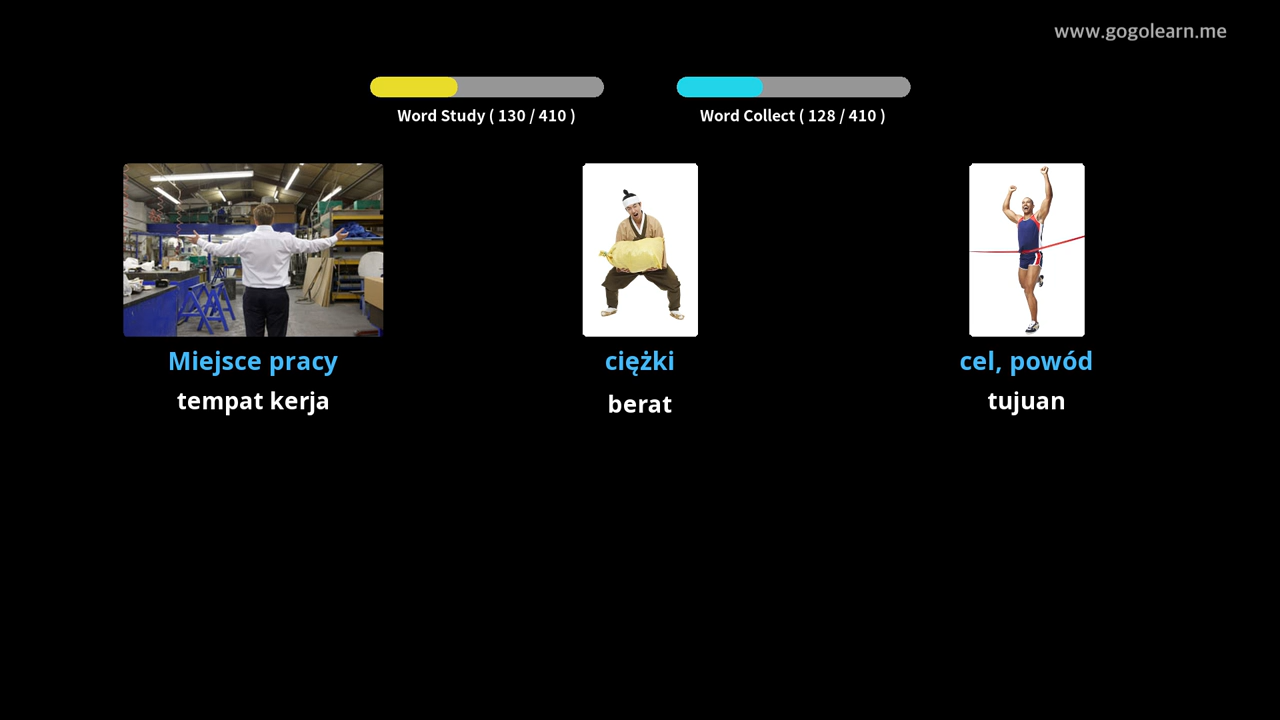 www.gogolearn.me
Word Study ( 130 / 410 )
Word Collect ( 128 / 410 )
Miejsce pracy
tempat kerja
ciężki
berat
cel, powód
tujuan